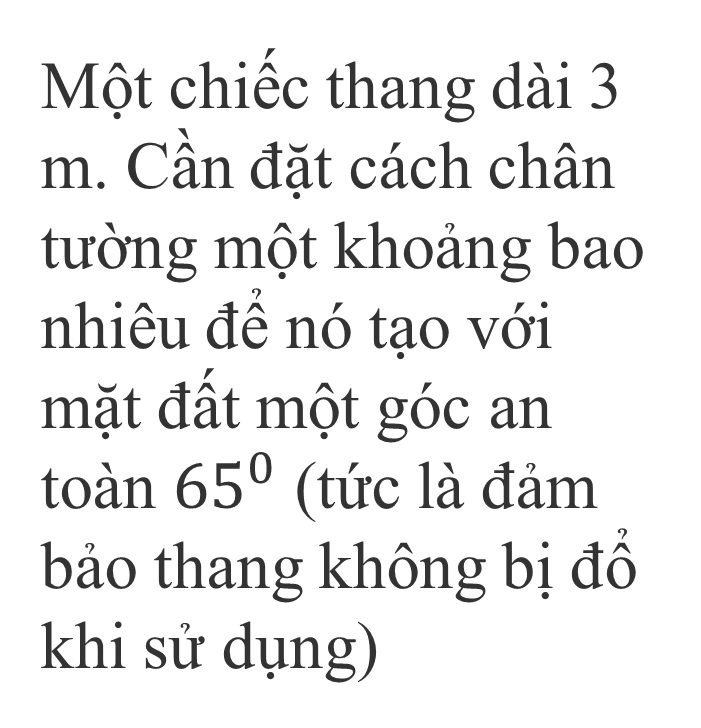 Một chiếc thang dài 3
m. Cần đặt cách chân
tường một khoảng bao
nhiêu để nó tạo với
mặt đất một góc an
toàn 65⁰ (tức là đảm
bảo thang không bị đổ
khi sử dụng)